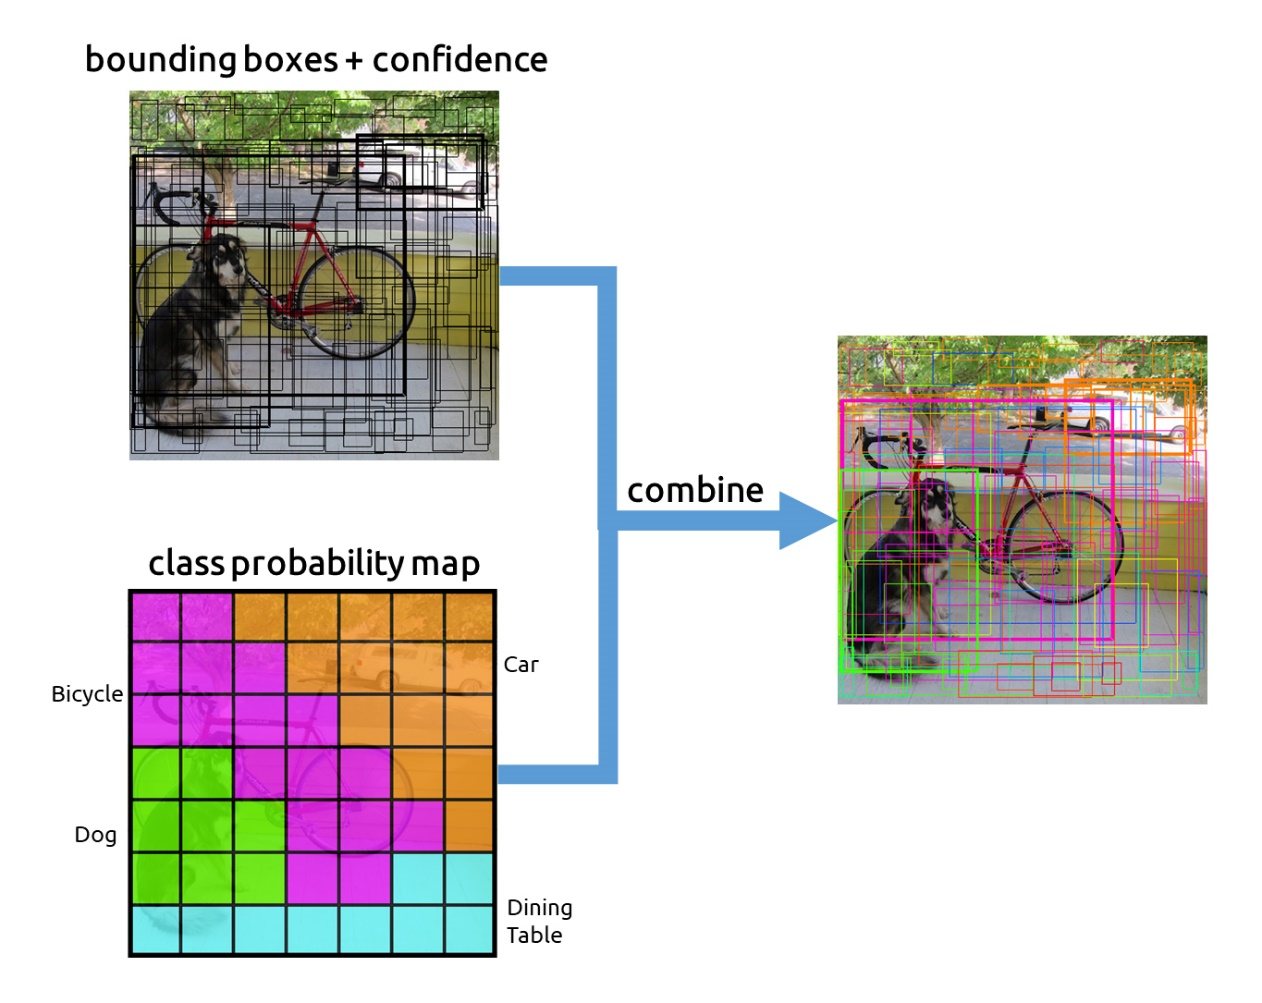 bounding boxes + confidence
combine
class probability map
Car
Bicycle
Dog
Dining
Table